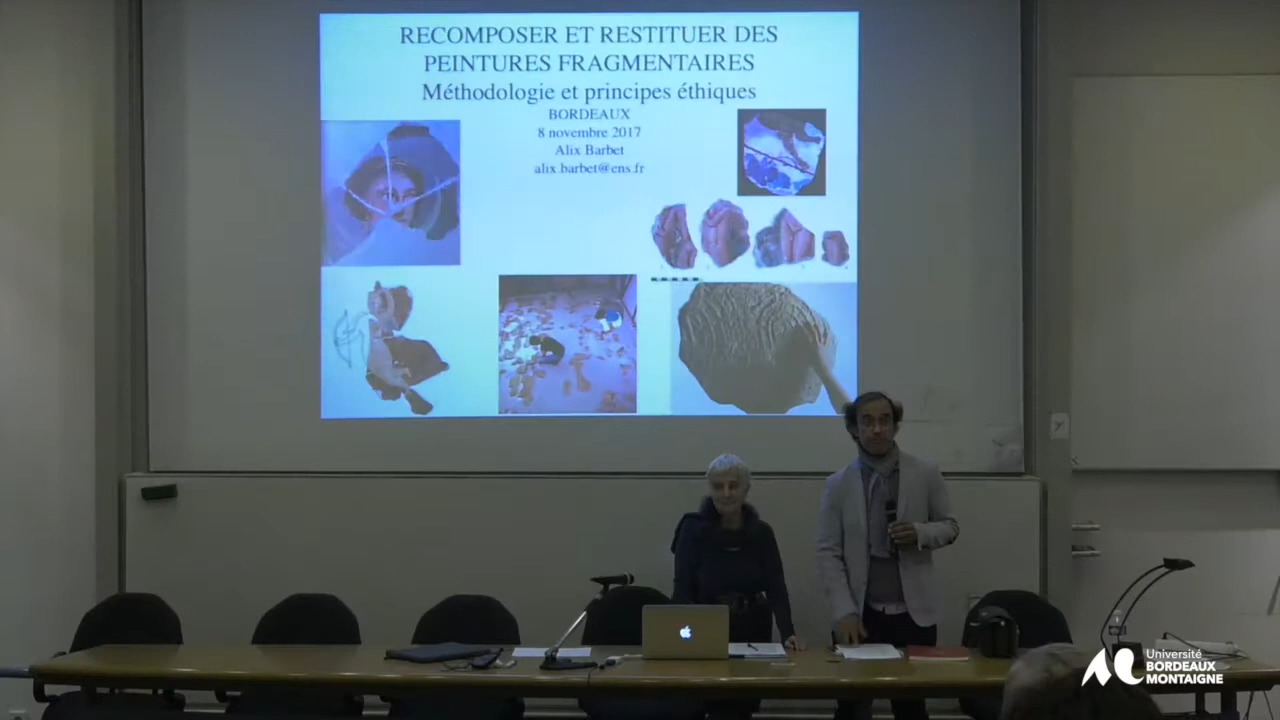 RECOMPOSER ET RESTITUER DES
PEINTURES FRAGMENTAIRES
Méthodologie et principes éthiques
BORDEAUX
8 novembre 2017
Alix Barbet
alix.barbet@ens.fr
Université
BORDEAUX
MONTAIGNE